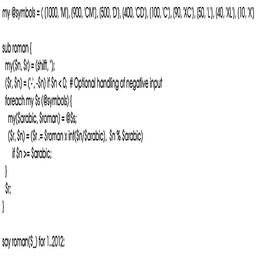 my @symbols = ( (1000, 'M'), (900, 'CM'), (500, 'D'), (400, 'CD'), (100, 'C'), (90, 'XC'), (50, 'L'), (40, 'XL'), (10, 'X')
sub roman {
my($n, $r) = (shift, '');
($r, $n) = ('-', -$n) if $n < 0; # Optional handling of negative input
foreach my $s (@symbols) {
my($arabic, $roman) = @$s;
($r, $n) = ($r .= $roman x int($n/$arabic), $n % $arabic)
if $n >= $arabic;
}
$r;
}
say roman($_) for 1..2012;